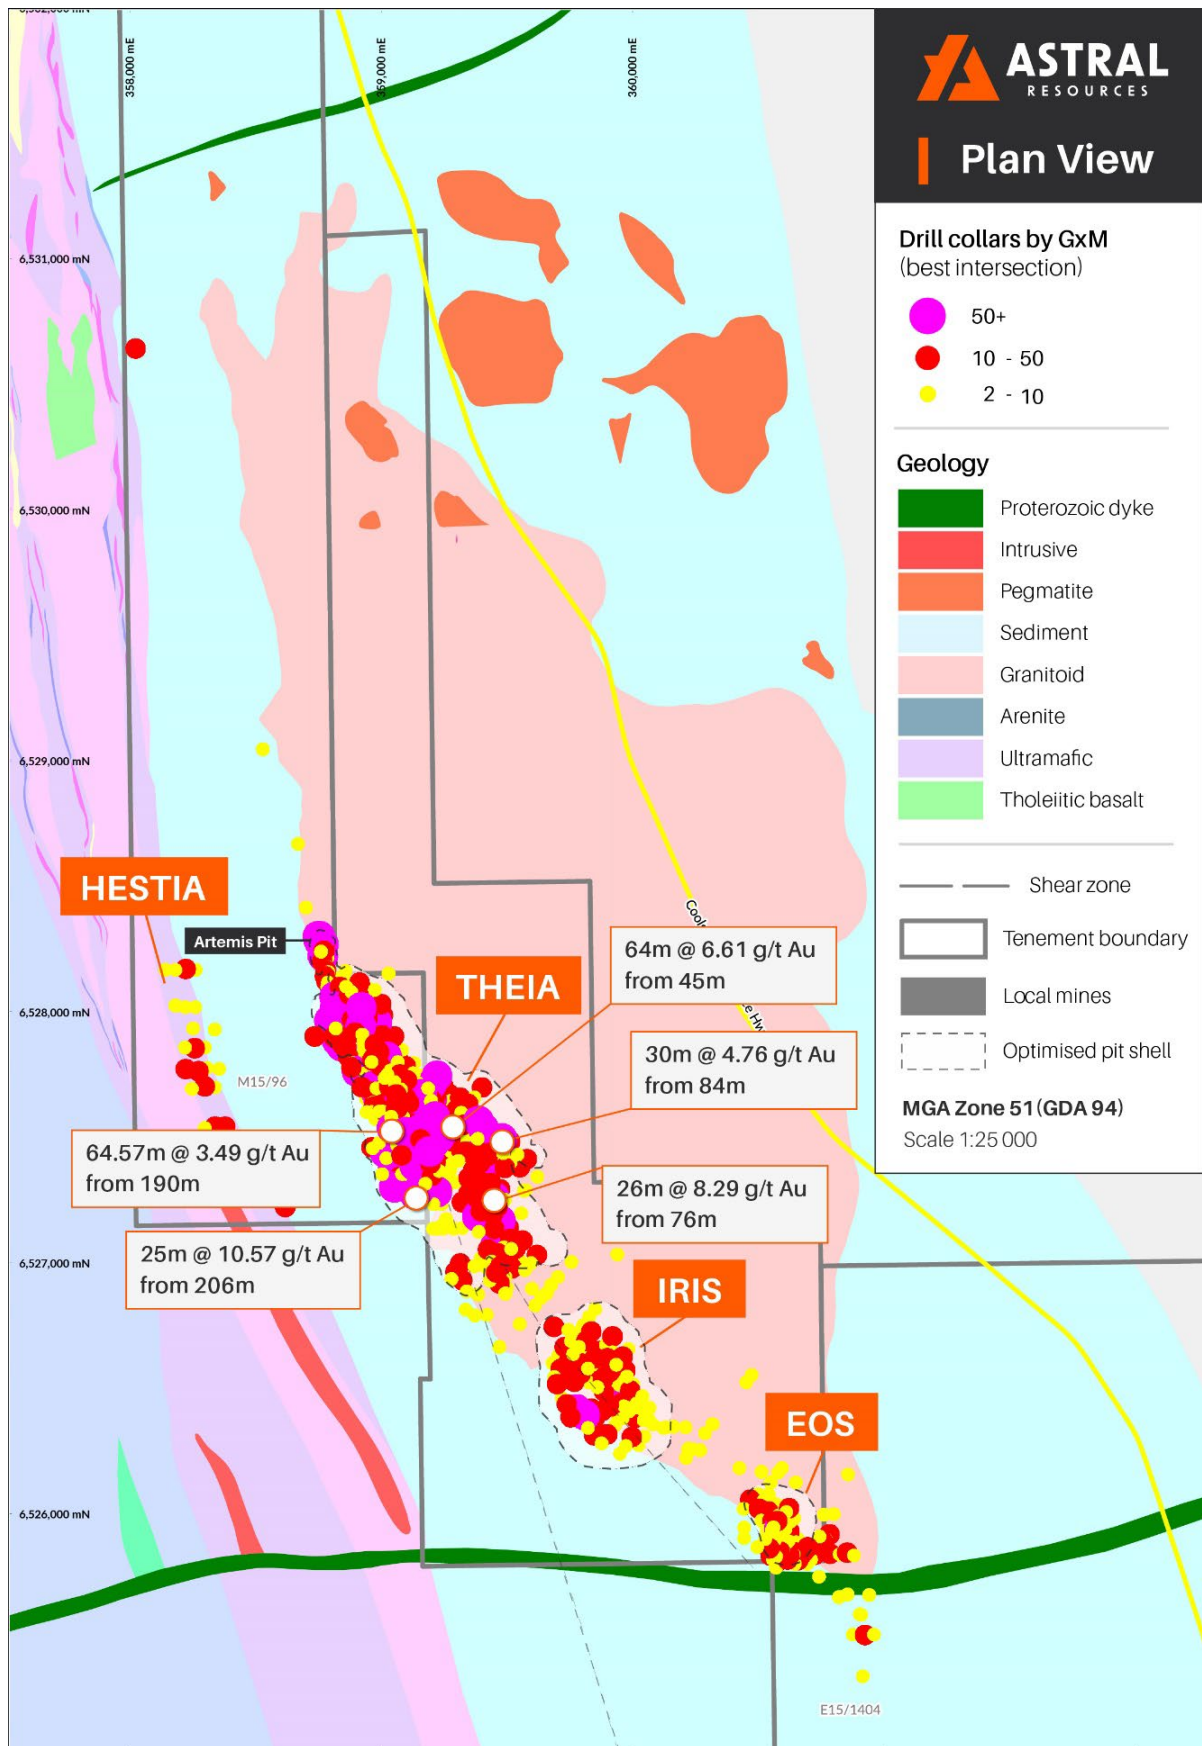 6,532,000 mN
358,000 mE
359,000 mE
360,000 mE
ASTRAL
RESOURCES
Plan View
Drill collars by GxM
(best intersection)
50+
10 - 50
2 - 10
Geology
Proterozoic dyke
Intrusive
Pegmatite
Sediment
Granitoid
Arenite
Ultramafic
Tholeiitic basalt
Shear zone
Tenement boundary
Local mines
Optimised pit shell
MGA Zone 51 (GDA 94)
Scale 1:25 000
6,531,000 mN
6,530,000 mN
6,529,000 mN
HESTIA
Artemis Pit
THEIA
64m @ 6.61 g/t Au
from 45m
6,528,000 mN
30m @ 4.76 g/t Au
from 84m
M15/96
64.57m @ 3.49 g/t Au
from 190m
26m @ 8.29 g/t Au
from 76m
25m @ 10.57 g/t Au
from 206m
6,527,000 mN
IRIS
EOS
6,526,000 mN
E15/1404